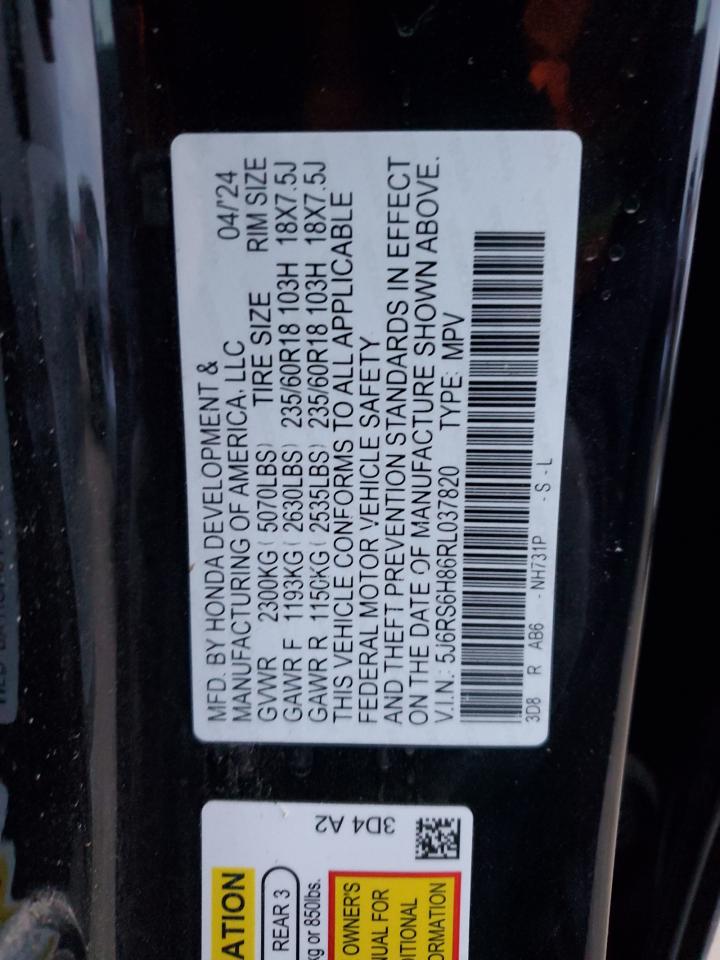 MFD. BY HONDA DEVELOPMENT &
MANUFACTURING OF AMERICA, LLC 04/'24
GVWR 2300KG ( 5070LBS) TIRE SIZE RIM SIZE
GAWR F 1193KG ( 2630LBS) 235/60R18 103H 18X7.5J
GAWR R 1150KG ( 2535LBS) 235/60R18 103H 18X7.5J
THIS VEHICLE CONFORMS TO ALL APPLICABLE
FEDERAL MOTOR VEHICLE SAFETY
AND THEFT PREVENTION STANDARDS IN EFFECT
ON THE DATE OF MANUFACTURE SHOWN ABOVE.
V.I.N.: 5J6RS6H86RL037820 TYPE: MPV
3D8 R AB6 - NH731P - S - L
ATION
REAR 3
kg or 850lbs.
OWNER'S
UAL FOR
ITIONAL
ORMATION
3D4 A2